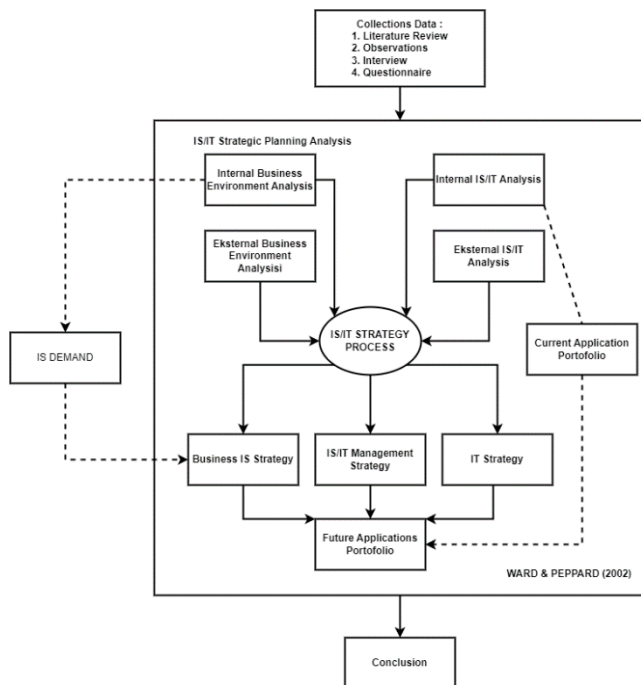 Collections Data :
1. Literature Review
2. Observations
3. Interview
4. Questionnaire
IS/IT Strategic Planning Analysis
Internal Business
Environment Analysis
Internal IS/IT Analysis
Eksternal Business
Environment
Analysisi
Eksternal IS/IT
Analysis
IS/IT STRATEGY
PROCESS
IS DEMAND
Current Application
Portofolio
Business IS Strategy
IS/IT Management
Strategy
IT Strategy
Future Applications
Portofolio
WARD & PEPPARD (2002)
Conclusion